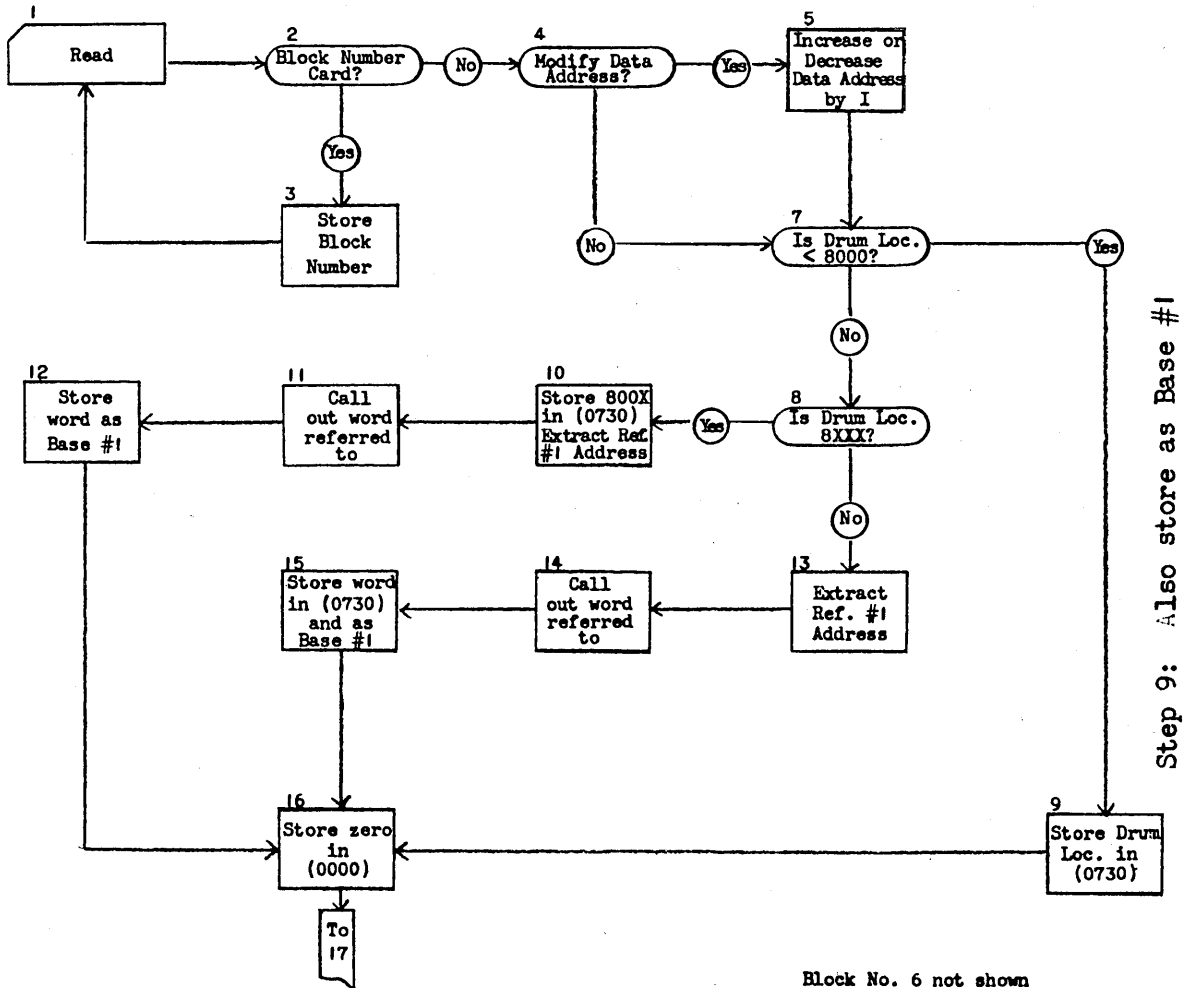 1
Read
2
Block Number
Card?
No
4
Modify Data
Address?
Yes
5
Increase or
Decrease
Data Address
by I
Yes
3
Store
Block
Number
No
7
Is Drum Loc.
< 8000?
Yes
No
12
Store
word as
Base #1
11
Call
out word
referred
to
10
Store 800X
in (0730)
Extract Ref.
#1 Address
Yes
8
Is Drum Loc.
8XXX?
No
15
Store word
in (0730)
and as
Base #1
14
Call
out word
referred
to
13
Extract
Ref. #1
Address
16
Store zero
in
(0000)
9
Store Drum
Loc. in
(0730)
To
17
Block No. 6 not shown
Step 9: Also store as Base #1